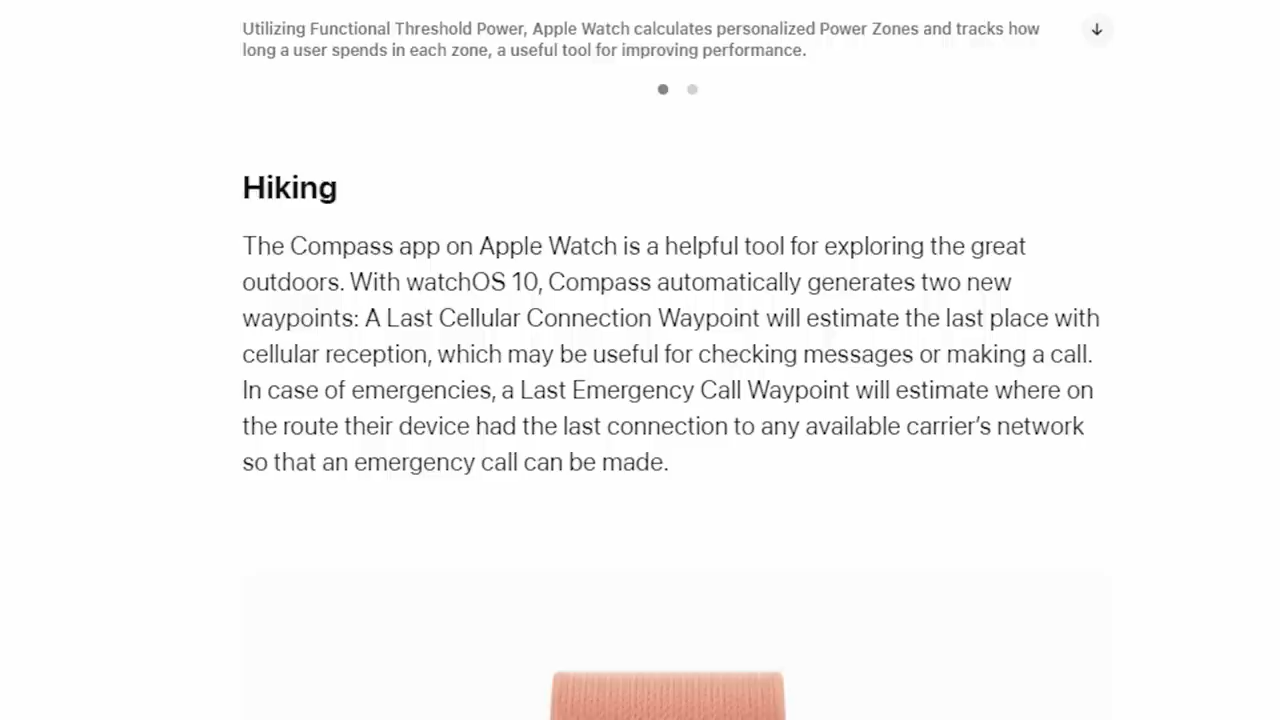 Utilizing Functional Threshold Power, Apple Watch calculates personalized Power Zones and tracks how
long a user spends in each zone, a useful tool for improving performance.
Hiking
The Compass app on Apple Watch is a helpful tool for exploring the great
outdoors. With watchOS 10, Compass automatically generates two new
waypoints: A Last Cellular Connection Waypoint will estimate the last place with
cellular reception, which may be useful for checking messages or making a call.
In case of emergencies, a Last Emergency Call Waypoint will estimate where on
the route their device had the last connection to any available carrier’s network
so that an emergency call can be made.